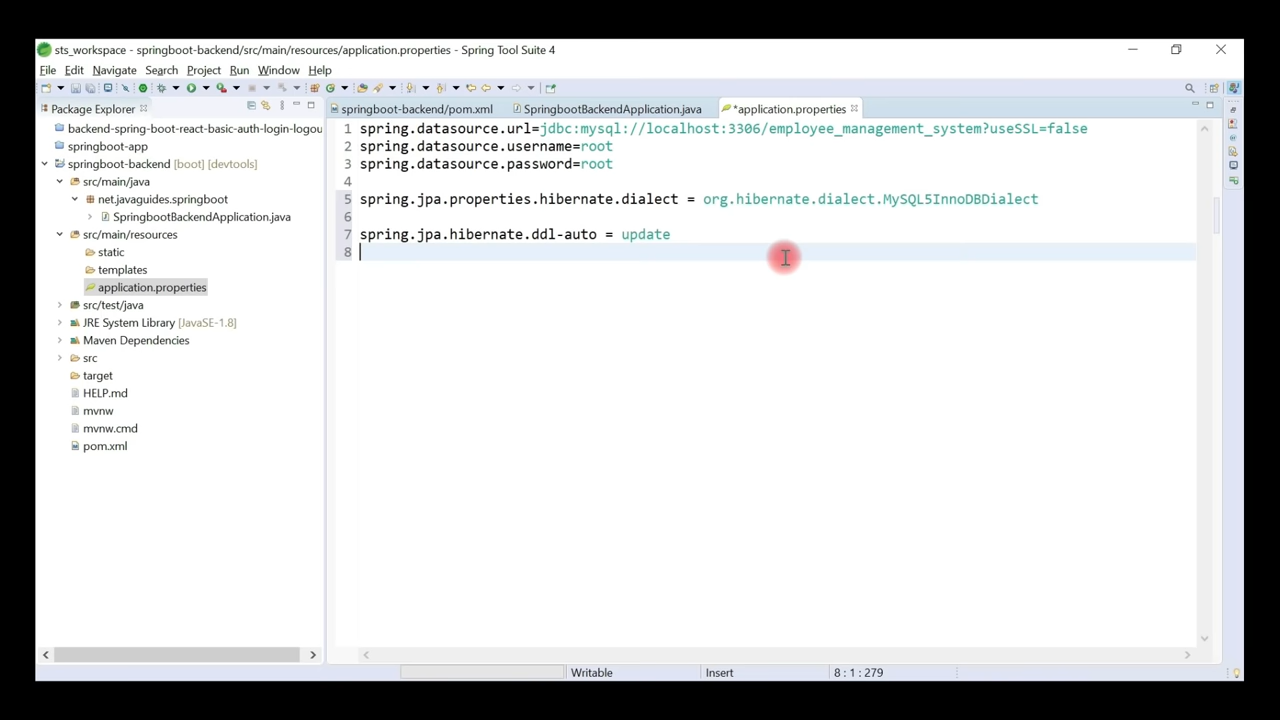 sts_workspace - springboot-backend/src/main/resources/application.properties - Spring Tool Suite 4
File Edit Navigate Search Project Run Window Help
Package Explorer
springboot-backend/pom.xml
SpringbootBackendApplication.java
*application.properties
backend-spring-boot-react-basic-auth-login-logou
springboot-app
springboot-backend [boot] [devtools]
src/main/java
net.javaguides.springboot
SpringbootBackendApplication.java
src/main/resources
static
templates
application.properties
src/test/java
JRE System Library [JavaSE-1.8]
Maven Dependencies
src
target
HELP.md
mvnw
mvnw.cmd
pom.xml
1 spring.datasource.url=jdbc:mysql://localhost:3306/employee_management_system?useSSL=false
2 spring.datasource.username=root
3 spring.datasource.password=root
4
5 spring.jpa.properties.hibernate.dialect = org.hibernate.dialect.MySQL5InnoDBDialect
6
7 spring.jpa.hibernate.ddl-auto = update
8
Writable
Insert
8 : 1 : 279